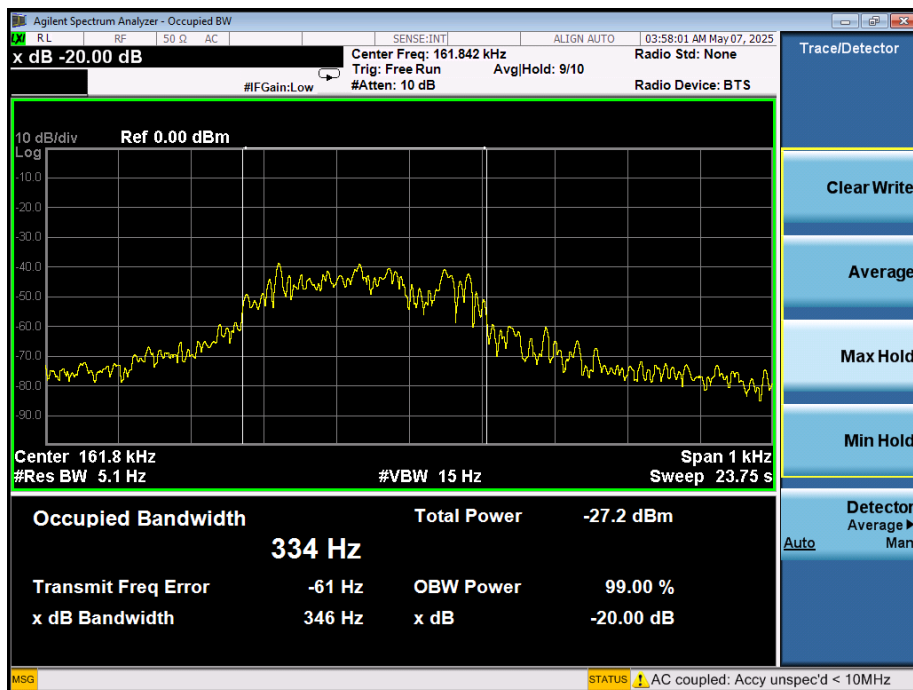 Agilent Spectrum Analyzer - Occupied BW
LXI RL RF 50 Ω AC SENSE:INT ALIGN AUTO 03:58:01 AM May 07, 2025
x dB -20.00 dB
Center Freq: 161.842 kHz Radio Std: None
Trig: Free Run Avg|Hold: 9/10
#IFGain:Low #Atten: 10 dB Radio Device: BTS
10 dB/div Ref 0.00 dBm
Log
-10.0
-20.0
-30.0
-40.0
-50.0
-60.0
-70.0
-80.0
-90.0
Center 161.8 kHz Span 1 kHz
#Res BW 5.1 Hz #VBW 15 Hz Sweep 23.75 s
Occupied Bandwidth Total Power -27.2 dBm
334 Hz
Transmit Freq Error -61 Hz OBW Power 99.00 %
x dB Bandwidth 346 Hz x dB -20.00 dB
Trace/Detector
Clear Write
Average
Max Hold
Min Hold
Detector
Average
Auto Man
MSG STATUS AC coupled: Accy unspec'd < 10MHz